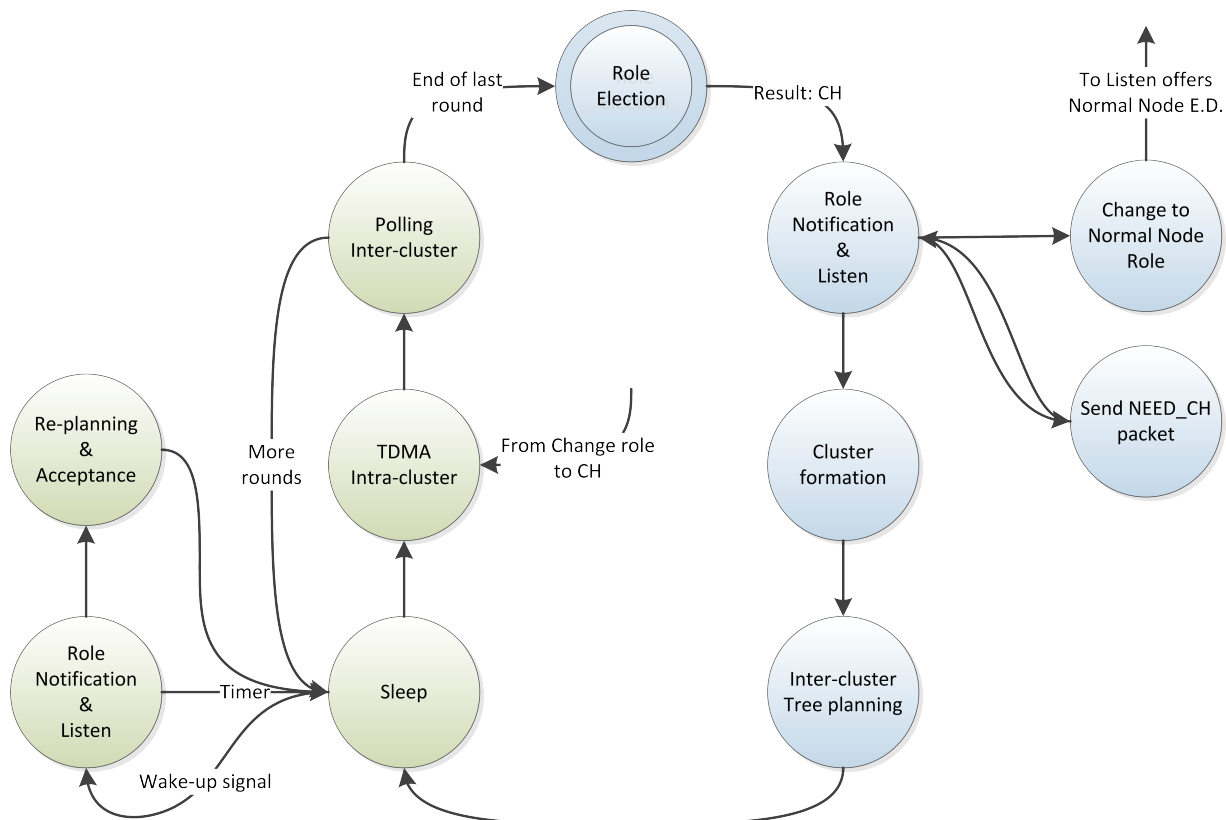 Role
Election
End of last
round
Result: CH
To Listen offers
Normal Node E.D.
Polling
Inter-cluster
Role
Notification
&
Listen
Change to
Normal Node
Role
Re-planning
&
Acceptance
More
rounds
TDMA
Intra-cluster
From Change role
to CH
Cluster
formation
Send NEED_CH
packet
Role
Notification
&
Listen
Timer
Sleep
Inter-cluster
Tree planning
Wake-up signal